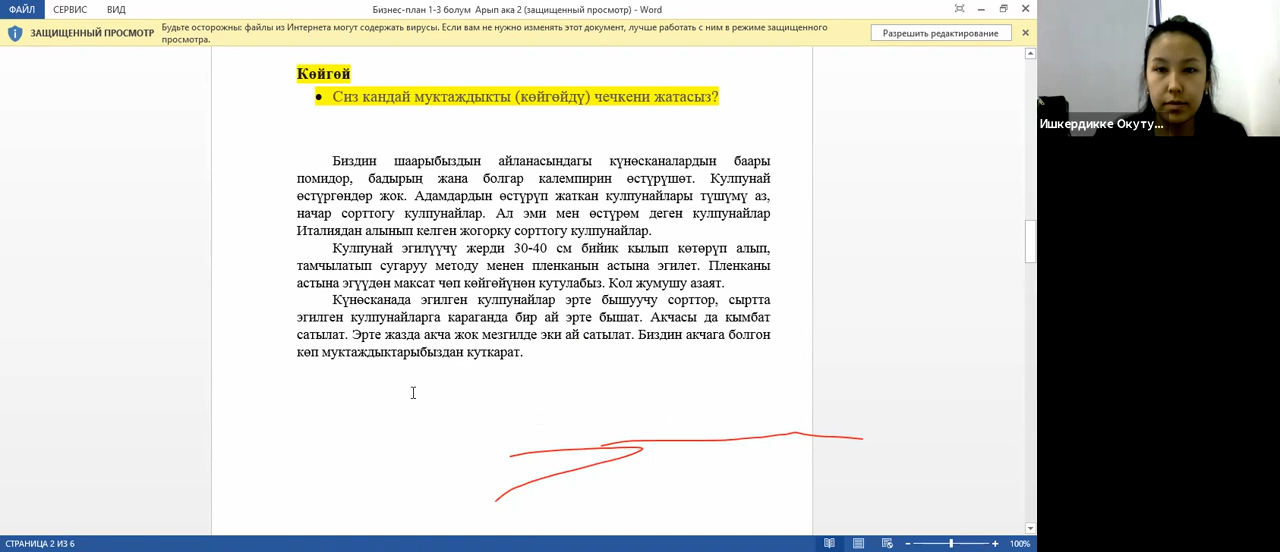 Бизнес-план 1-3 болум Арып ака 2 (защищенный просмотр) - Word
ФАЙЛ СЕРВИС ВИД
ЗАЩИЩЕННЫЙ ПРОСМОТР Будьте осторожны: файлы из Интернета могут содержать вирусы. Если вам не нужно изменять этот документ, лучше работать с ним в режиме защищенного
просмотра.
Разрешить редактирование
Көйгөй
• Сиз кандай муктаждыкты (көйгөйдү) чечкени жатасыз?
Биздин шаарыбыздын айланасындагы күнөсканалардын баары
помидор, бадырың жана болгар калемпирин өстүрүшөт. Кулпунай
өстүргөндөр жок. Адамдардын өстүрүп жаткан кулпунайлары түшүмү аз,
начар сорттогу кулпунайлар. Ал эми мен өстүрөм деген кулпунайлар
Италиядан алынып келген жогорку сорттогу кулпунайлар.
Кулпунай эгилүүчү жерди 30-40 см бийик кылып көтөрүп алып,
тамчылатып сугаруу методу менен пленканын астына эгилет. Пленканы
астына эгүүдөн максат чөп көйгөйүнөн кутулабыз. Кол жумушу азаят.
Күнөсканада эгилген кулпунайлар эрте бышуучу сорттор, сыртта
эгилген кулпунайларга караганда бир ай эрте бышат. Акчасы да кымбат
сатылат. Эрте жазда акча жок мезгилде эки ай сатылат. Биздин акчага болгон
көп муктаждыктарыбыздан куткарат.
Ишкердикке Окуту...
СТРАНИЦА 2 ИЗ 6
100%